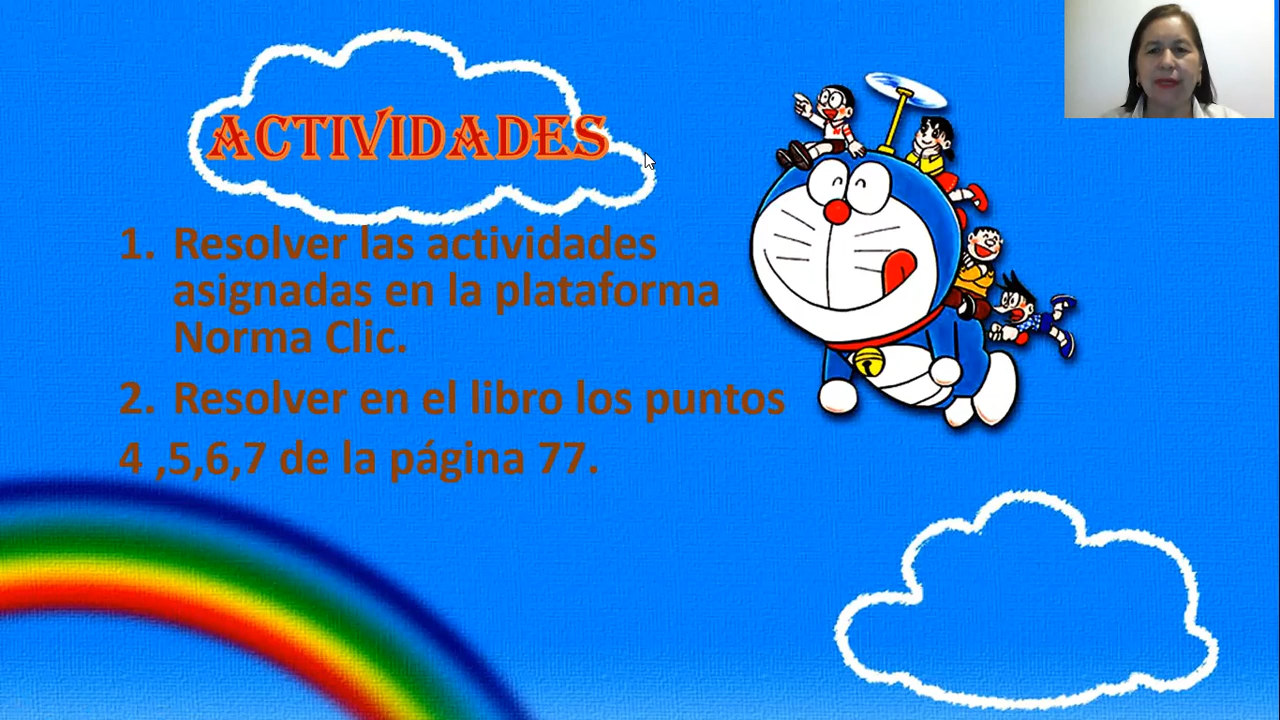 ACTIVIDADES
1. Resolver las actividades
asignadas en la plataforma
Norma Clic.
2. Resolver en el libro los puntos
4 ,5,6,7 de la página 77.